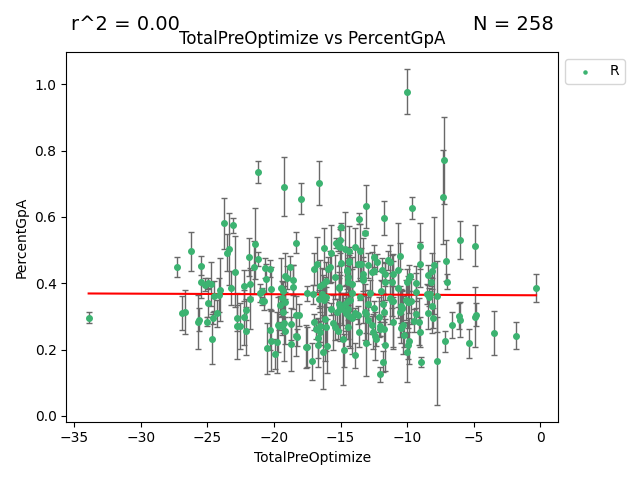 r^2 = 0.00
N = 258
TotalPreOptimize vs PercentGpA
R
PercentGpA
1.0
0.8
0.6
0.4
0.2
0.0
−35 −30 −25 −20 −15 −10 −5 0
TotalPreOptimize